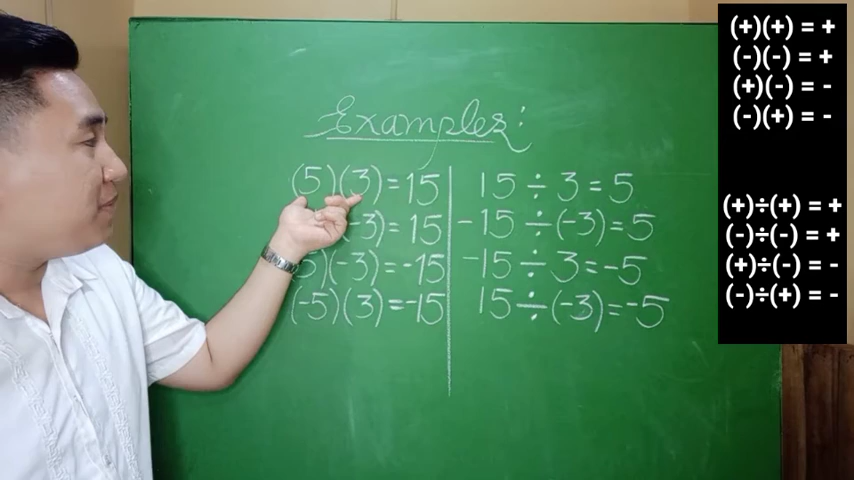 Examples:
(5)(3)=15
-3)=15
5)(-3)=-15
(-5)(3)=-15
15÷3=5
-15÷(-3)=5
-15÷3=-5
15÷(-3)=-5
(+)(+) = +
(-)(-) = +
(+)(-) = -
(-)(+) = -
(+)÷(+) = +
(-)÷(-) = +
(+)÷(-) = -
(-)÷(+) = -